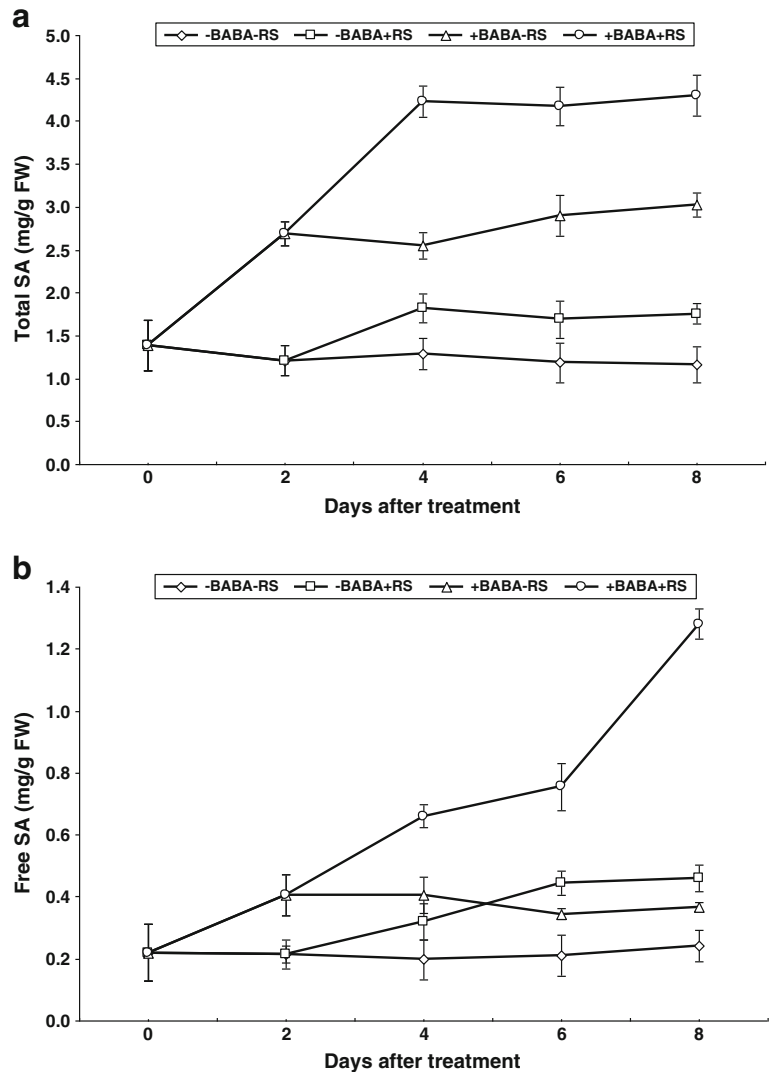 a
-BABA-RS -BABA+RS +BABA-RS +BABA+RS
Total SA (mg/g FW)
5.0
4.5
4.0
3.5
3.0
2.5
2.0
1.5
1.0
0.5
0.0
0 2 4 6 8
Days after treatment
b
-BABA-RS -BABA+RS +BABA-RS +BABA+RS
Free SA (mg/g FW)
1.4
1.2
1.0
0.8
0.6
0.4
0.2
0.0
0 2 4 6 8
Days after treatment